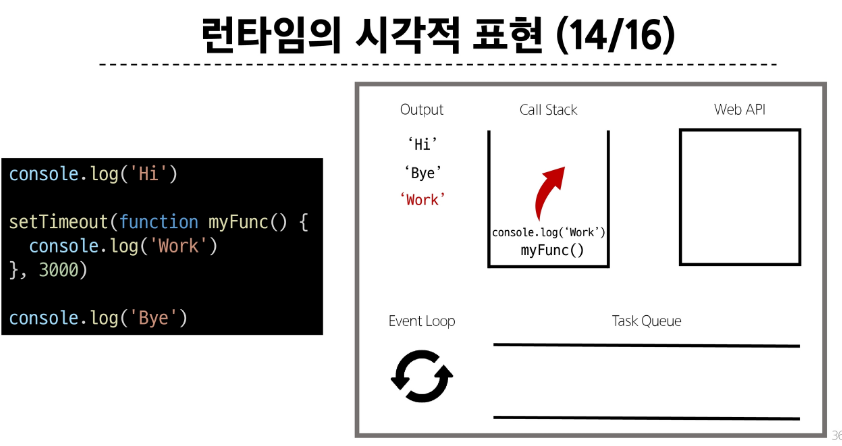 런타임의 시각적 표현 (14/16)
console.log('Hi')
setTimeout(function myFunc() {
  console.log('Work')
}, 3000)
console.log('Bye')
Output
‘Hi’
‘Bye’
‘Work’
Call Stack
console.log(‘Work’)
myFunc()
Web API
Event Loop
Task Queue